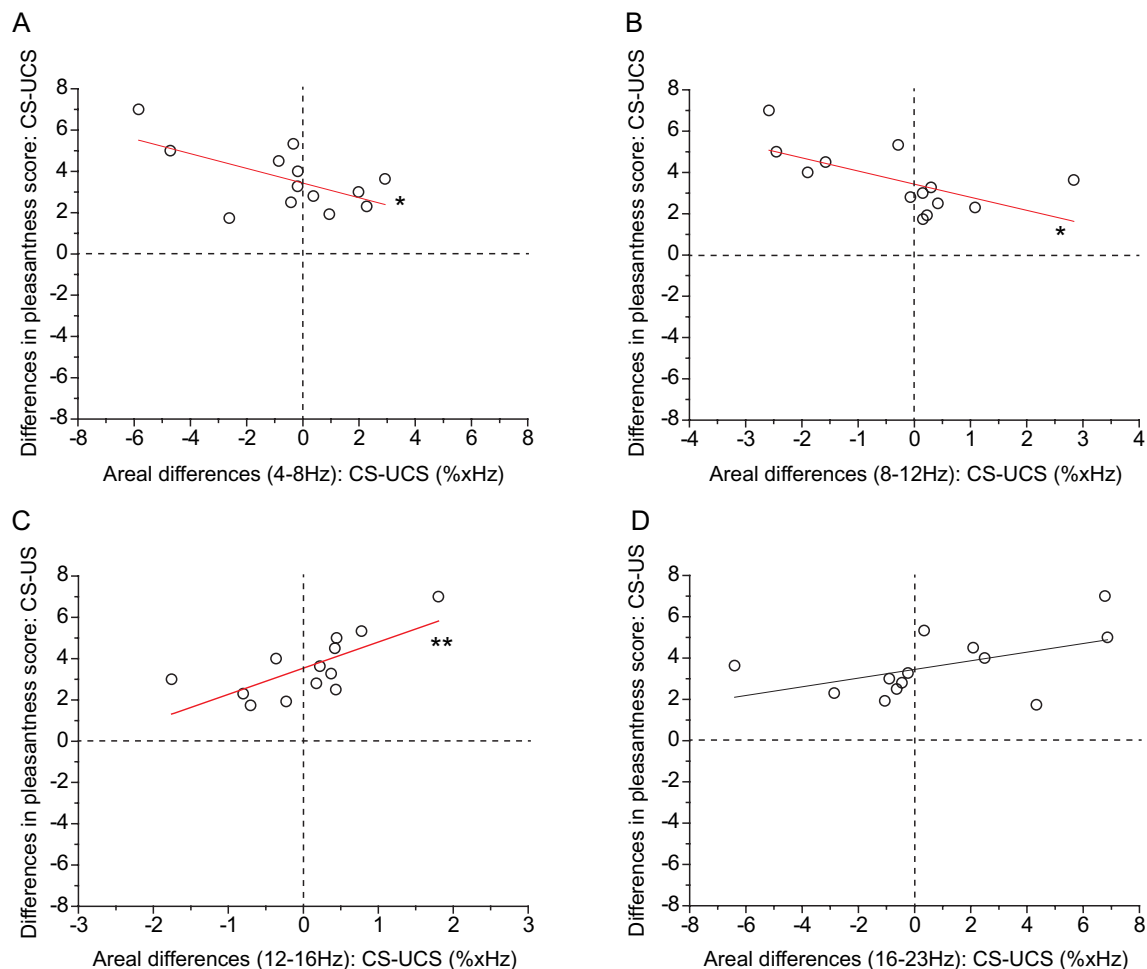 A
Differences in pleasantness score: CS-UCS
8
6
4
2
0
-2
-4
-6
-8
-8 -6 -4 -2 0 2 4 6 8
*
Areal differences (4-8Hz): CS-UCS (%xHz)
B
Differences in pleasantness score: CS-UCS
8
6
4
2
0
-2
-4
-6
-8
-4 -3 -2 -1 0 1 2 3 4
*
Areal differences (8-12Hz): CS-UCS (%xHz)
C
Differences in pleasantness score: CS-US
8
6
4
2
0
-2
-4
-6
-8
-3 -2 -1 0 1 2 3
**
Areal differences (12-16Hz): CS-UCS (%xHz)
D
Differences in pleasantness score: CS-US
8
6
4
2
0
-2
-4
-6
-8
-8 -6 -4 -2 0 2 4 6 8
Areal differences (16-23Hz): CS-UCS (%xHz)